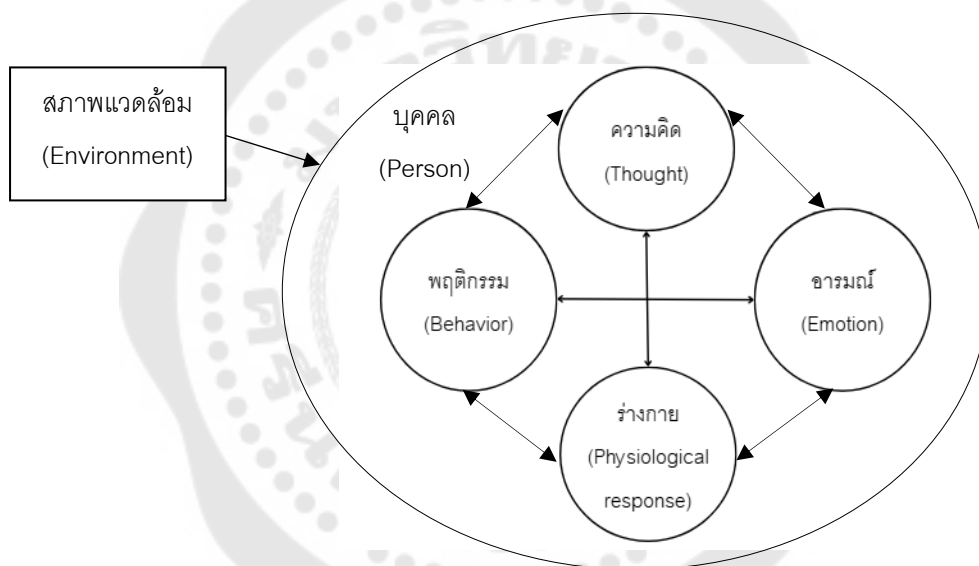 สภาพแวดล้อม
(Environment)
บุคคล
(Person)
ความคิด
(Thought)
พฤติกรรม
(Behavior)
อารมณ์
(Emotion)
ร่างกาย
(Physiological
response)